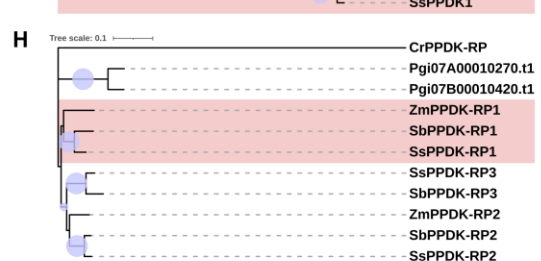 SsPPDK1
H
Tree scale: 0.1
CrPPDK-RP
Pgi07A00010270.t1
Pgi07B00010420.t1
ZmPPDK-RP1
SbPPDK-RP1
SsPPDK-RP1
SsPPDK-RP3
SbPPDK-RP3
ZmPPDK-RP2
SbPPDK-RP2
SsPPDK-RP2